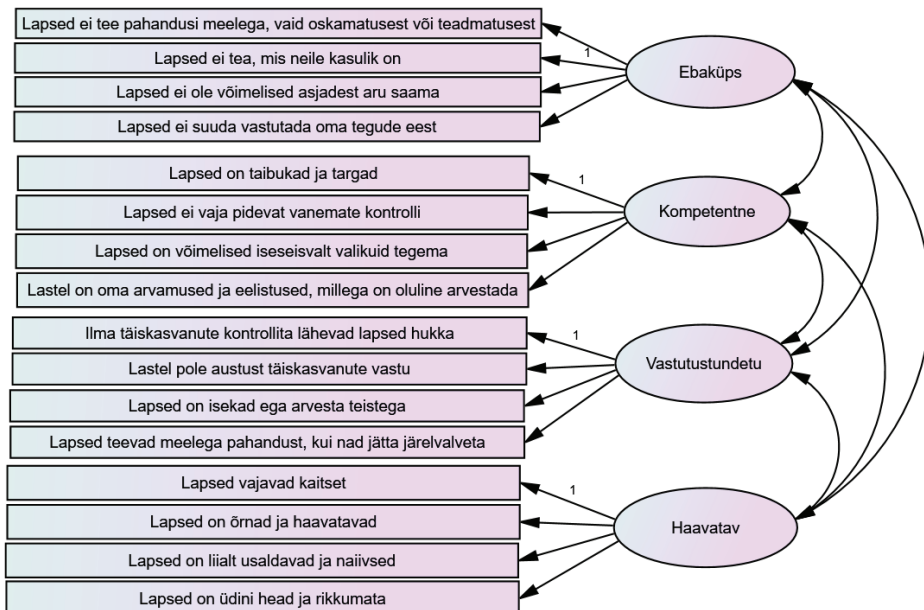 Lapsed ei tee pahandusi meelega, vaid oskamatusest või teadmatusest
1
Lapsed ei tea, mis neile kasulik on
Ebaküps
Lapsed ei ole võimelised asjadest aru saama
Lapsed ei suuda vastutada oma tegude eest
Lapsed on taibukad ja targad
1
Lapsed ei vaja pidevat vanemate kontrolli
Kompetentne
Lapsed on võimelised iseseisvalt valikuid tegema
Lastel on oma arvamused ja eelistused, millega on oluline arvestada
Ilma täiskasvanute kontrollita lähevad lapsed hukka
1
Lastel pole austust täiskasvanute vastu
Vastutustundetu
Lapsed on isekad ega arvesta teistega
Lapsed teevad meelega pahandust, kui nad jätta järelvalveta
Lapsed vajavad kaitset
1
Lapsed on õrnad ja haavatavad
Haavatav
Lapsed on liialt usaldavad ja naiivsed
Lapsed on üdini head ja rikkumata